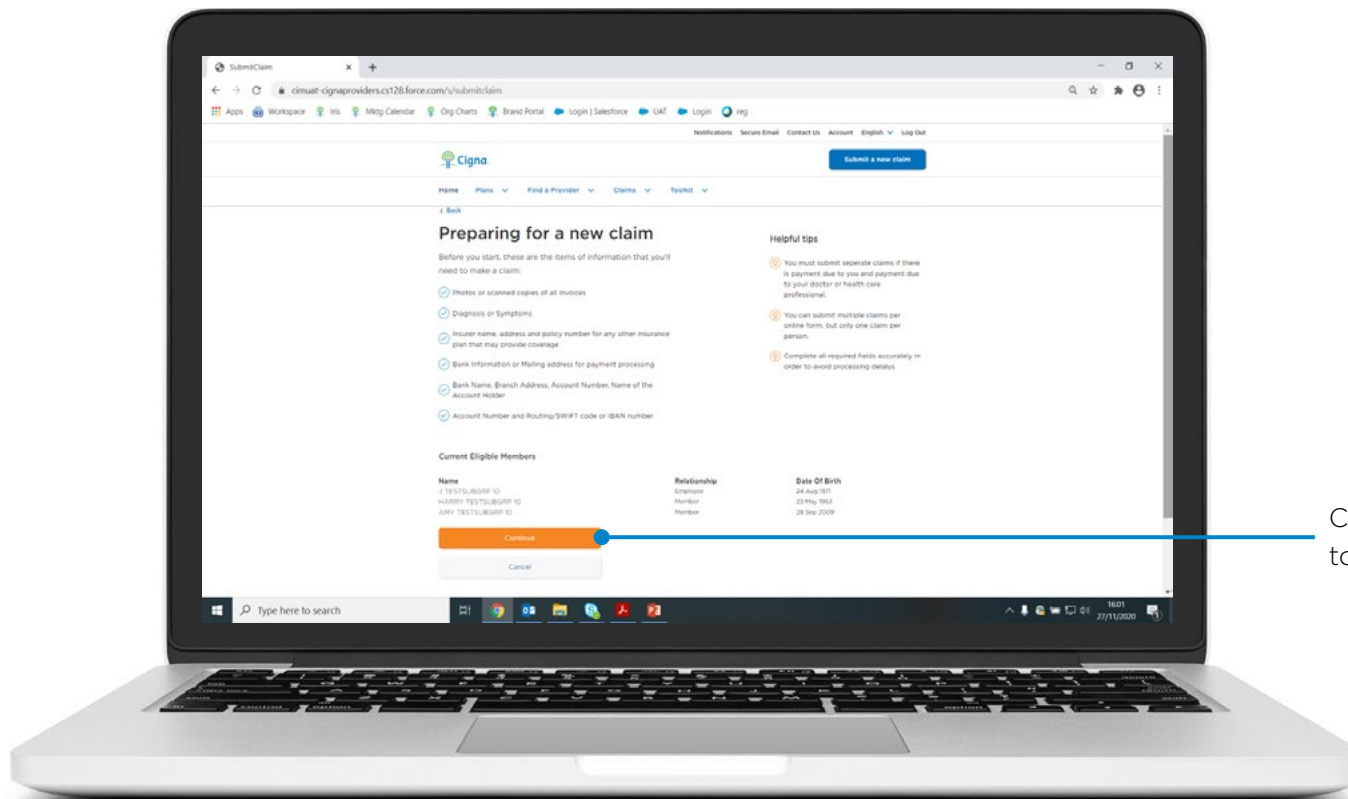 SubmitClaim
cimuat-cignaproviders.cs128.force.com/s/submitclaim
Apps Workspace Iris Mktg Calendar Org Charts Brand Portal Login | Salesforce UAT Login reg
Notifications Secure Email Contact Us Account English Log Out
Cigna
Submit a new claim
Home Plans Find a Provider Claims Toolkit
< Back
Preparing for a new claim
Before you start, these are the items of information that you'll
need to make a claim:
Photos or scanned copies of all invoices
Diagnosis or Symptoms
Insurer name, address and policy number for any other insurance
plan that may provide coverage
Bank Information or Mailing address for payment processing
Bank Name, Branch Address, Account Number, Name of the
Account Holder
Account Number and Routing/SWIFT code or IBAN number
Helpful tips
You must submit seperate claims if there
is payment due to you and payment due
to your doctor or health care
professional.
You can submit multiple claims per
online form, but only one claim per
person.
Complete all required fields accurately in
order to avoid processing delalys.
Current Eligible Members
Name Relationship Date Of Birth
J TESTSUBGRP 10 Employee 24 Aug 1971
HARRY TESTSUBGRP 10 Member 23 May 1963
AMY TESTSUBGRP 10 Member 28 Sep 2009
Continue
Cancel
C
to
Type here to search
16:01
27/11/2020